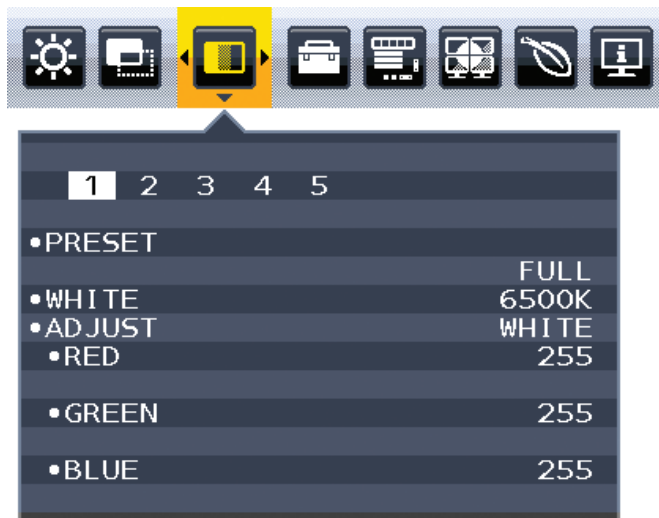 1 2 3 4 5
•PRESET
FULL
•WHITE 6500K
•ADJUST WHITE
•RED 255
•GREEN 255
•BLUE 255